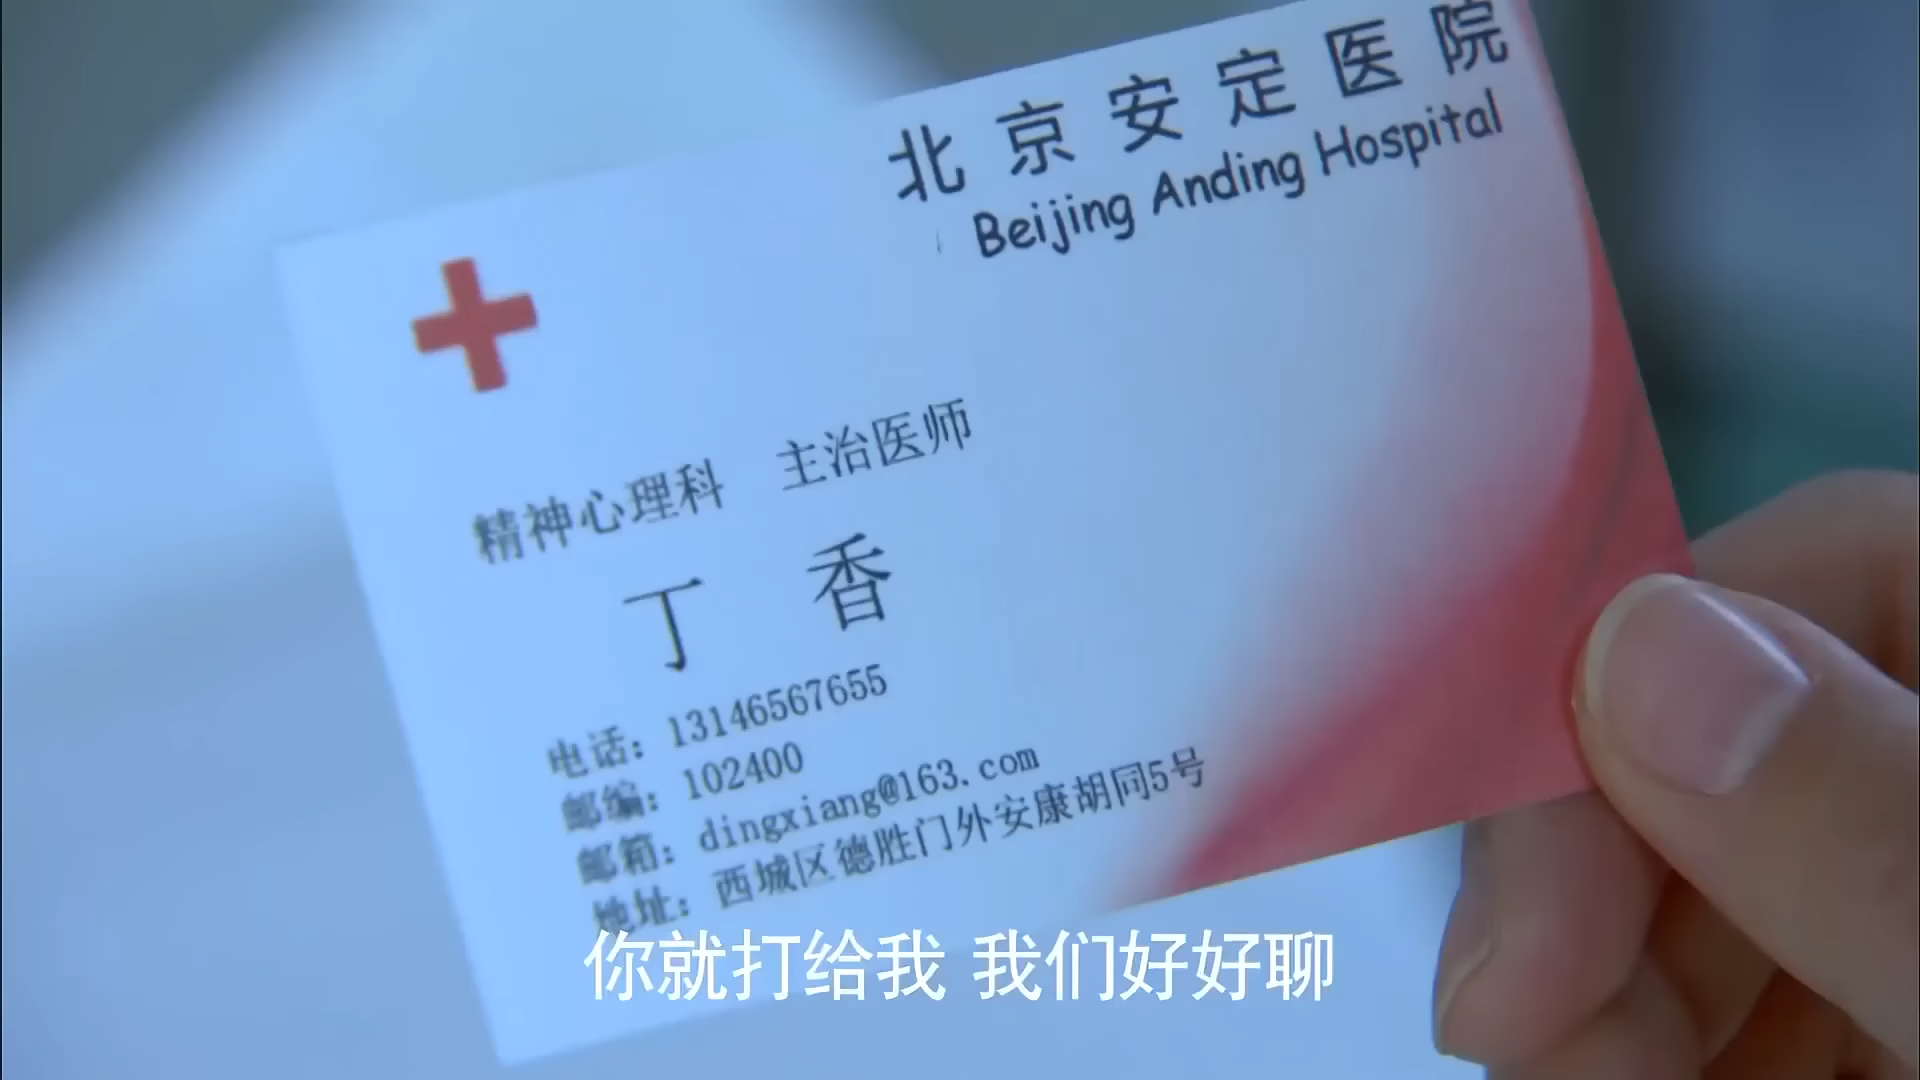 北京安定医院
Beijing Anding Hospital
精神心理科 主治医师
丁 香
电话: 13146567655
邮编: 102400
邮箱: dingxiang@163.com
地址: 西城区德胜门外安康胡同5号
你就打给我 我们好好聊